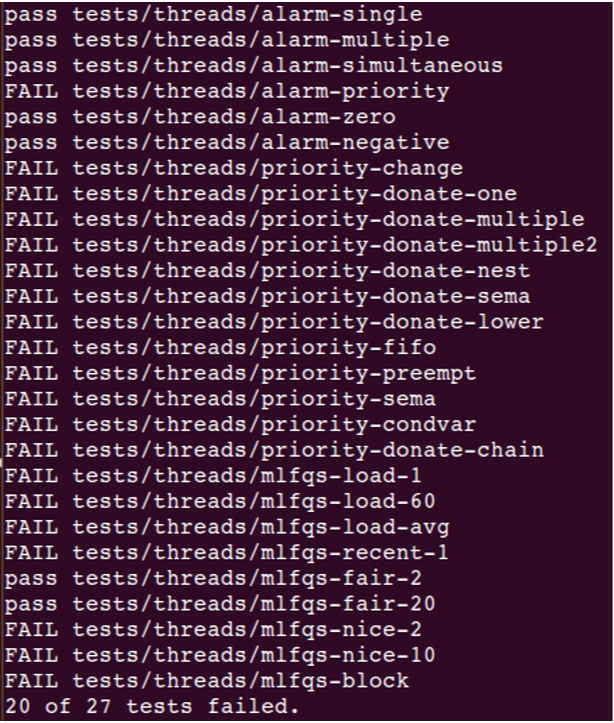 pass tests/threads/alarm-single
pass tests/threads/alarm-multiple
pass tests/threads/alarm-simultaneous
FAIL tests/threads/alarm-priority
pass tests/threads/alarm-zero
pass tests/threads/alarm-negative
FAIL tests/threads/priority-change
FAIL tests/threads/priority-donate-one
FAIL tests/threads/priority-donate-multiple
FAIL tests/threads/priority-donate-multiple2
FAIL tests/threads/priority-donate-nest
FAIL tests/threads/priority-donate-sema
FAIL tests/threads/priority-donate-lower
FAIL tests/threads/priority-fifo
FAIL tests/threads/priority-preempt
FAIL tests/threads/priority-sema
FAIL tests/threads/priority-condvar
FAIL tests/threads/priority-donate-chain
FAIL tests/threads/mlfqs-load-1
FAIL tests/threads/mlfqs-load-60
FAIL tests/threads/mlfqs-load-avg
FAIL tests/threads/mlfqs-recent-1
pass tests/threads/mlfqs-fair-2
pass tests/threads/mlfqs-fair-20
FAIL tests/threads/mlfqs-nice-2
FAIL tests/threads/mlfqs-nice-10
FAIL tests/threads/mlfqs-block
20 of 27 tests failed.